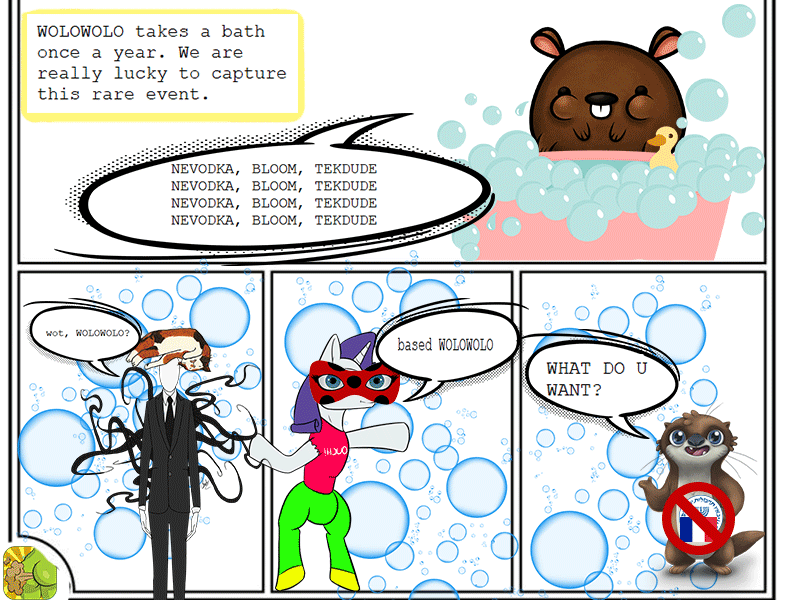 WOLOWOLO takes a bath
once a year. We are
really lucky to capture
this rare event.
NEVODKA, BLOOM, TEKDUDE
NEVODKA, BLOOM, TEKDUDE
NEVODKA, BLOOM, TEKDUDE
NEVODKA, BLOOM, TEKDUDE
wot, WOLOWOLO?
based WOLOWOLO
WHAT DO U
WANT?